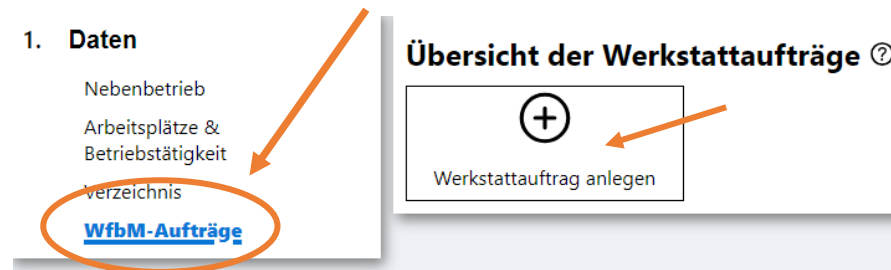 1. Daten
Nebenbetrieb
Arbeitsplätze &
Betriebstätigkeit
Verzeichnis
WfbM-Aufträge
Übersicht der Werkstattaufträge ?
Werkstattauftrag anlegen